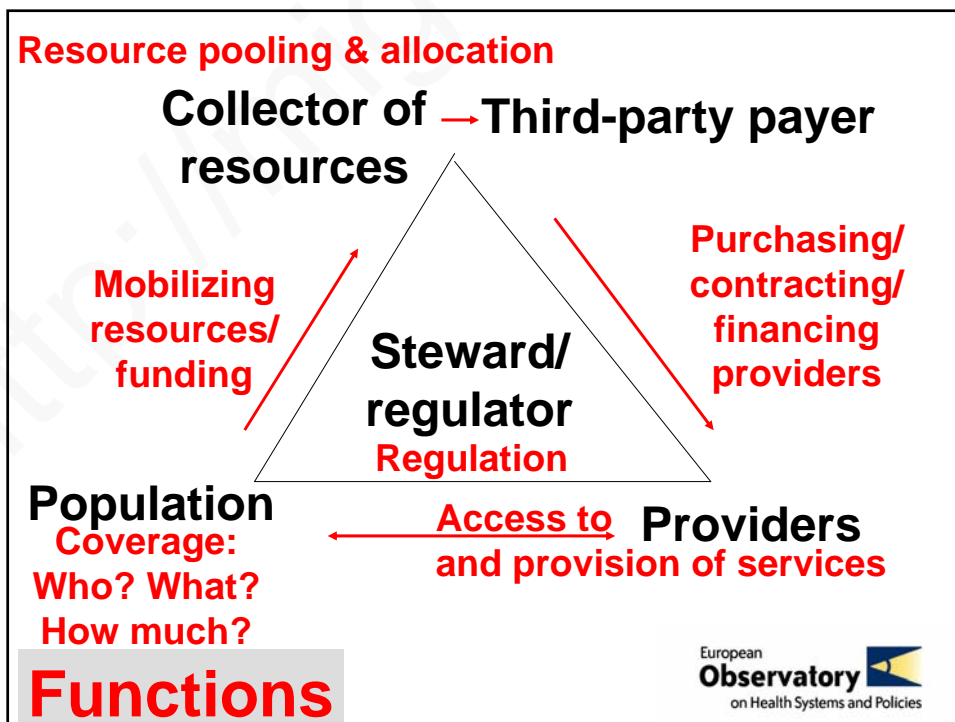 Resource pooling & allocation
Collector of
resources
Third-party payer
Mobilizing
resources/
funding
Purchasing/
contracting/
financing
providers
Steward/
regulator
Regulation
Population
Coverage:
Who? What?
How much?
Access to
and provision of services
Providers
Functions
European
Observatory
on Health Systems and Policies